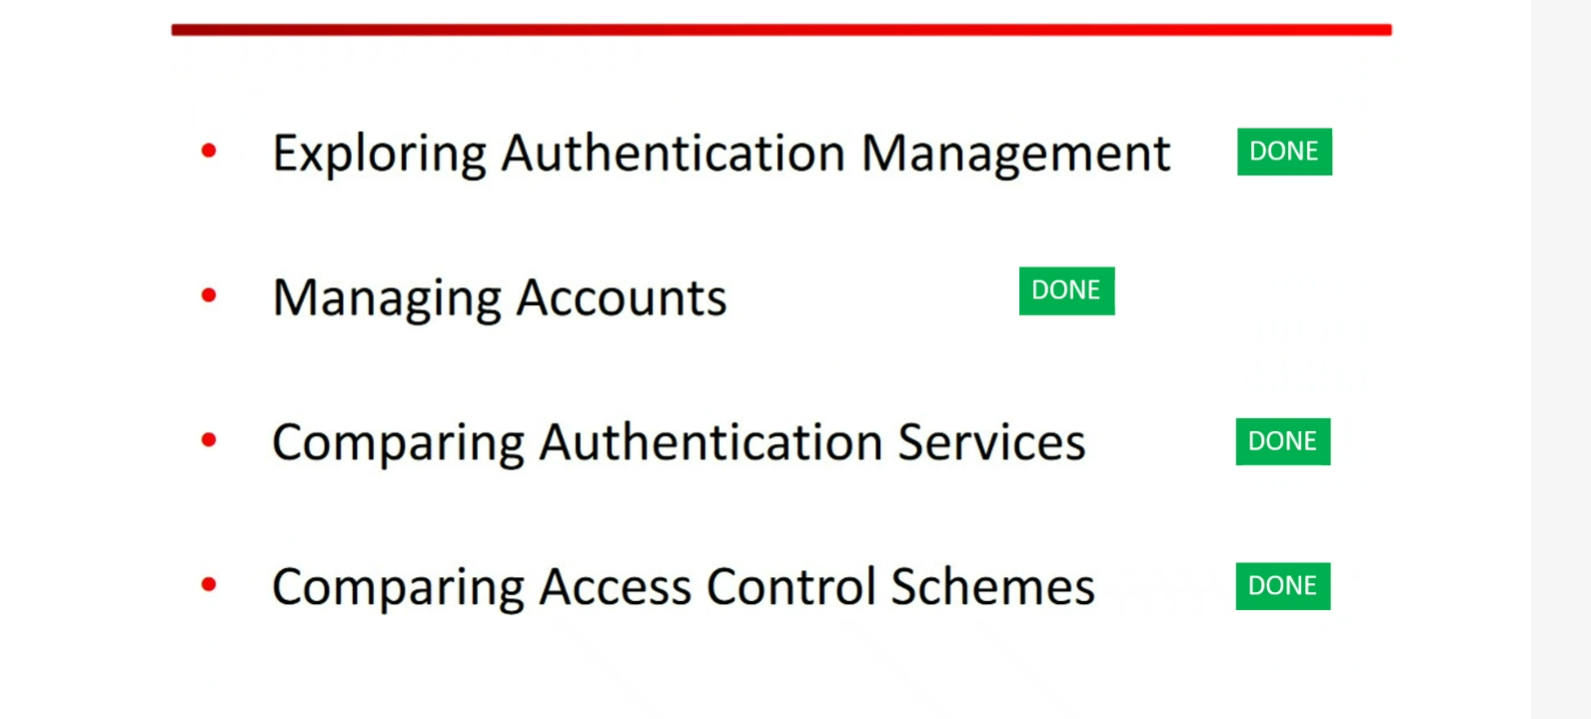 • Exploring Authentication Management DONE
• Managing Accounts DONE
• Comparing Authentication Services DONE
• Comparing Access Control Schemes DONE